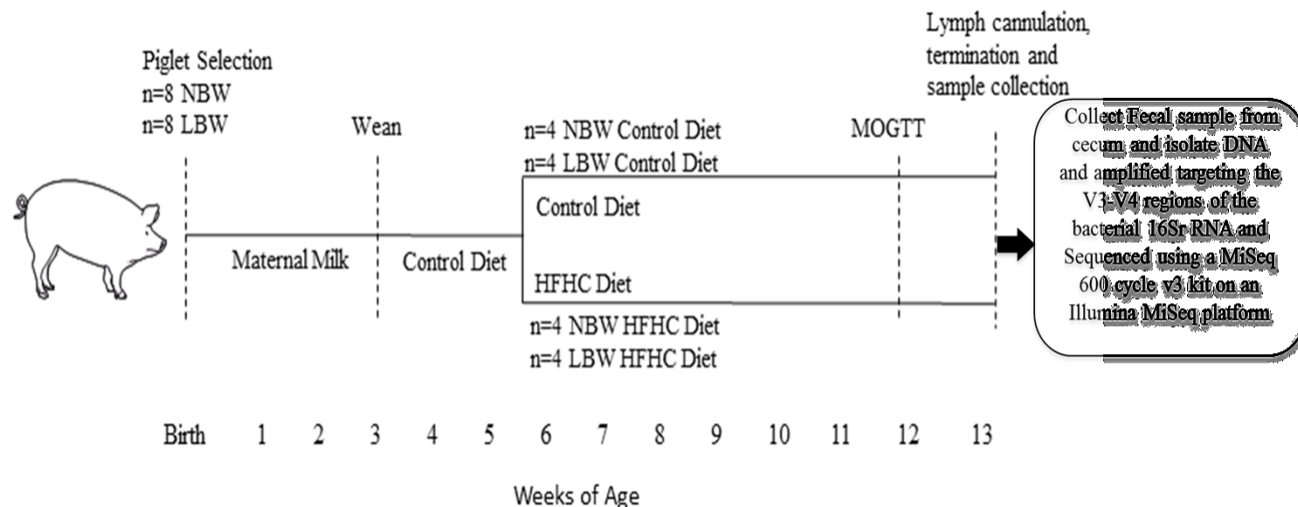 Lymph cannulation,
termination and
sample collection
Piglet Selection
n=8 NBW
n=8 LBW
Wean
n=4 NBW Control Diet
n=4 LBW Control Diet
MOGTT
Control Diet
Maternal Milk
Control Diet
HFHC Diet
n=4 NBW HFHC Diet
n=4 LBW HFHC Diet
Collect Fecal sample from
cecum and isolate DNA
and amplified targeting the
V3-V4 regions of the
bacterial 16Sr RNA and
Sequenced using a MiSeq
600 cycle v3 kit on an
Illumina MiSeq platform
Birth 1 2 3 4 5 6 7 8 9 10 11 12 13
Weeks of Age